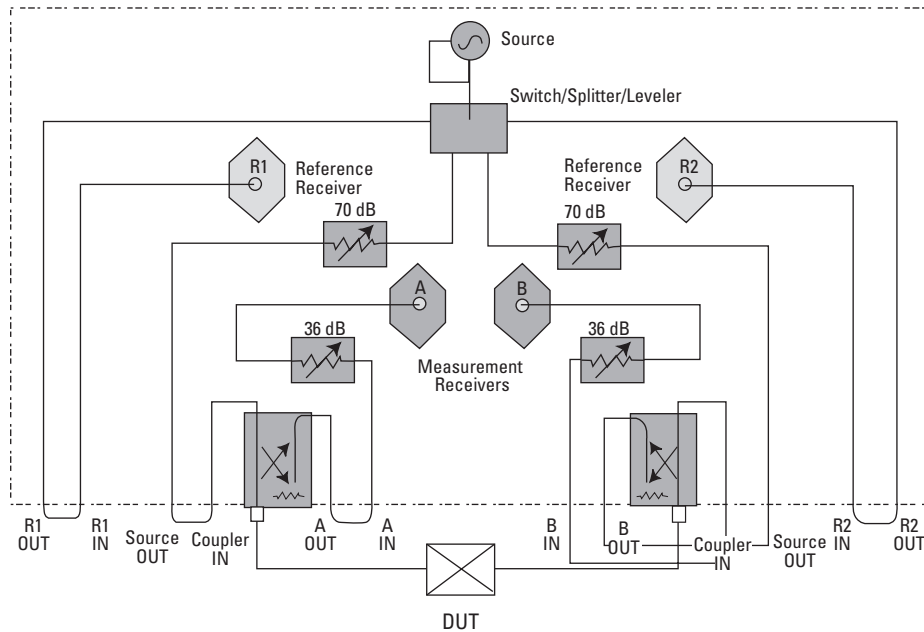 Source
Switch/Splitter/Leveler
R1
Reference
Receiver
70 dB
Reference
Receiver
R2
70 dB
A
B
36 dB
36 dB
Measurement
Receivers
R1
OUT
R1
IN
Source
OUT
Coupler
IN
A
OUT
A
IN
B
IN
B
OUT
Coupler
IN
Source
OUT
R2
IN
R2
OUT
DUT